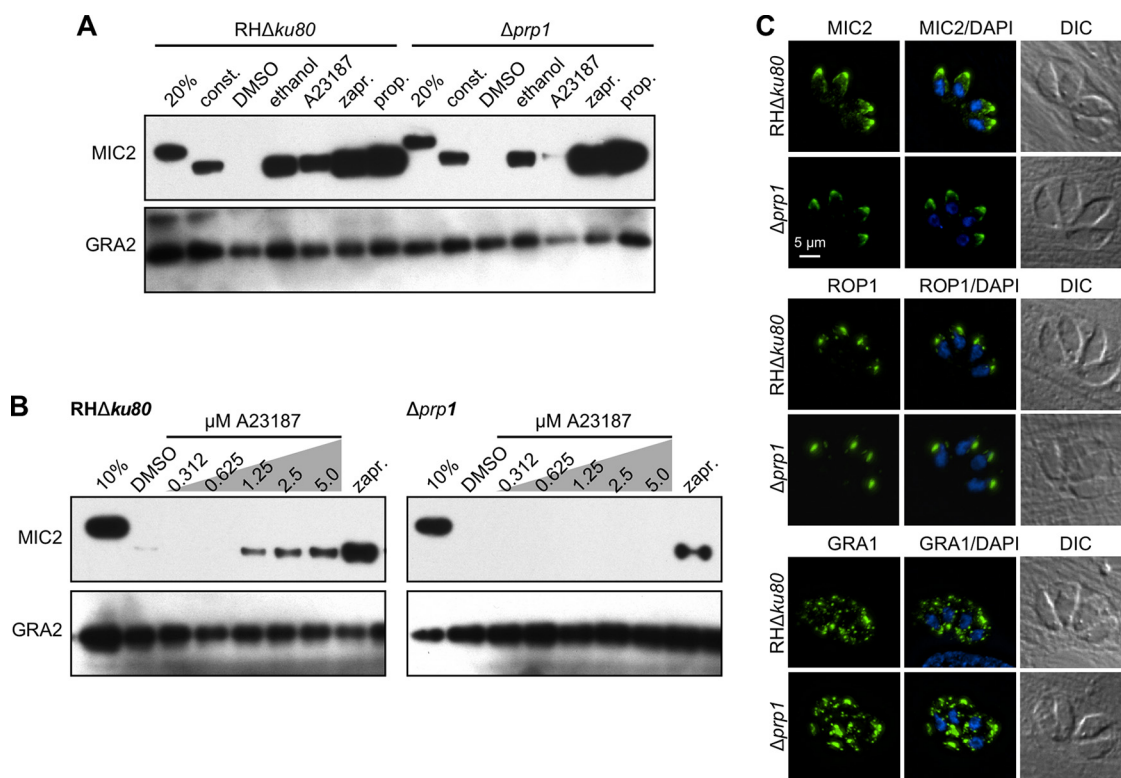 A
RHΔku80 Δprp1
20% const. DMSO ethanol A23187 zapr. prop. 20% const. DMSO ethanol A23187 zapr. prop.
MIC2
GRA2
B
RHΔku80 Δprp1
µM A23187 µM A23187
10% DMSO 0.312 0.625 1.25 2.5 5.0 zapr. 10% DMSO 0.312 0.625 1.25 2.5 5.0 zapr.
MIC2
GRA2
C
MIC2 MIC2/DAPI DIC
RHΔku80
Δprp1
5 µm
ROP1 ROP1/DAPI DIC
RHΔku80
Δprp1
GRA1 GRA1/DAPI DIC
RHΔku80
Δprp1